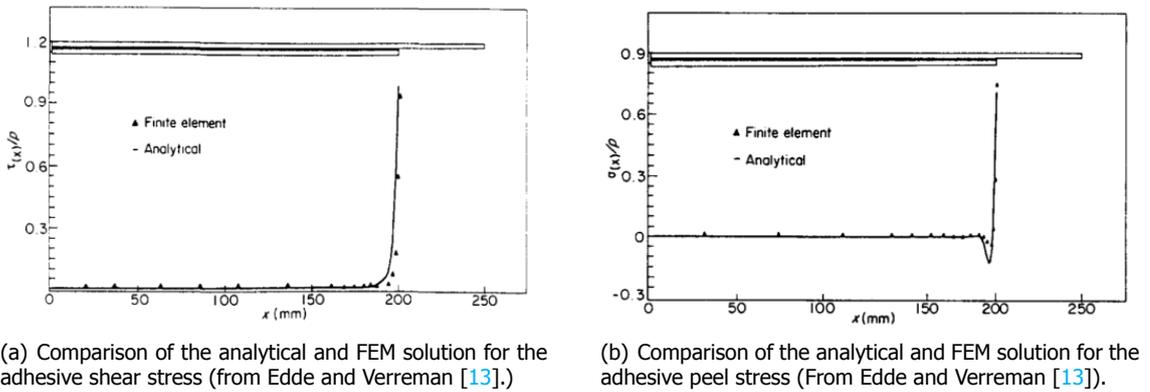 1.2
0.9
0.6
0.3
τ(x)/p
▲ Finite element
- Analytical
0 50 100 150 200 250
x (mm)
(a) Comparison of the analytical and FEM solution for the
adhesive shear stress (from Edde and Verreman [13].)
0.9
0.6
0.3
0
-0.3
σ(x)/p
▲ Finite element
- Analytical
0 50 100 150 200 250
x(mm)
(b) Comparison of the analytical and FEM solution for the
adhesive peel stress (From Edde and Verreman [13]).